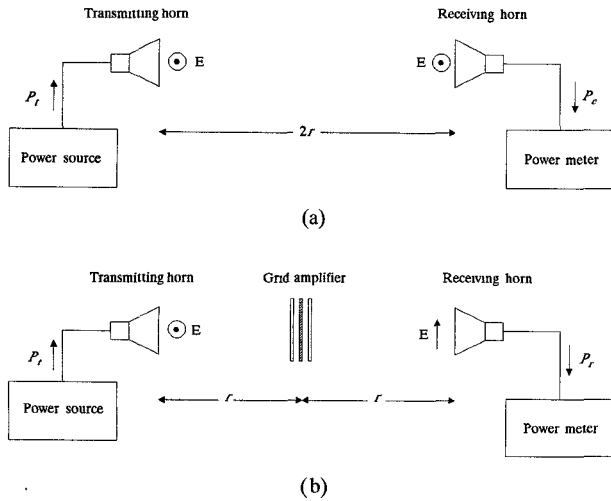 Transmitting horn Receiving horn
E E
P_t P_c
Power source 2r Power meter
(a)
Transmitting horn Grid amplifier Receiving horn
E E
P_t P_r
Power source r r Power meter
(b)